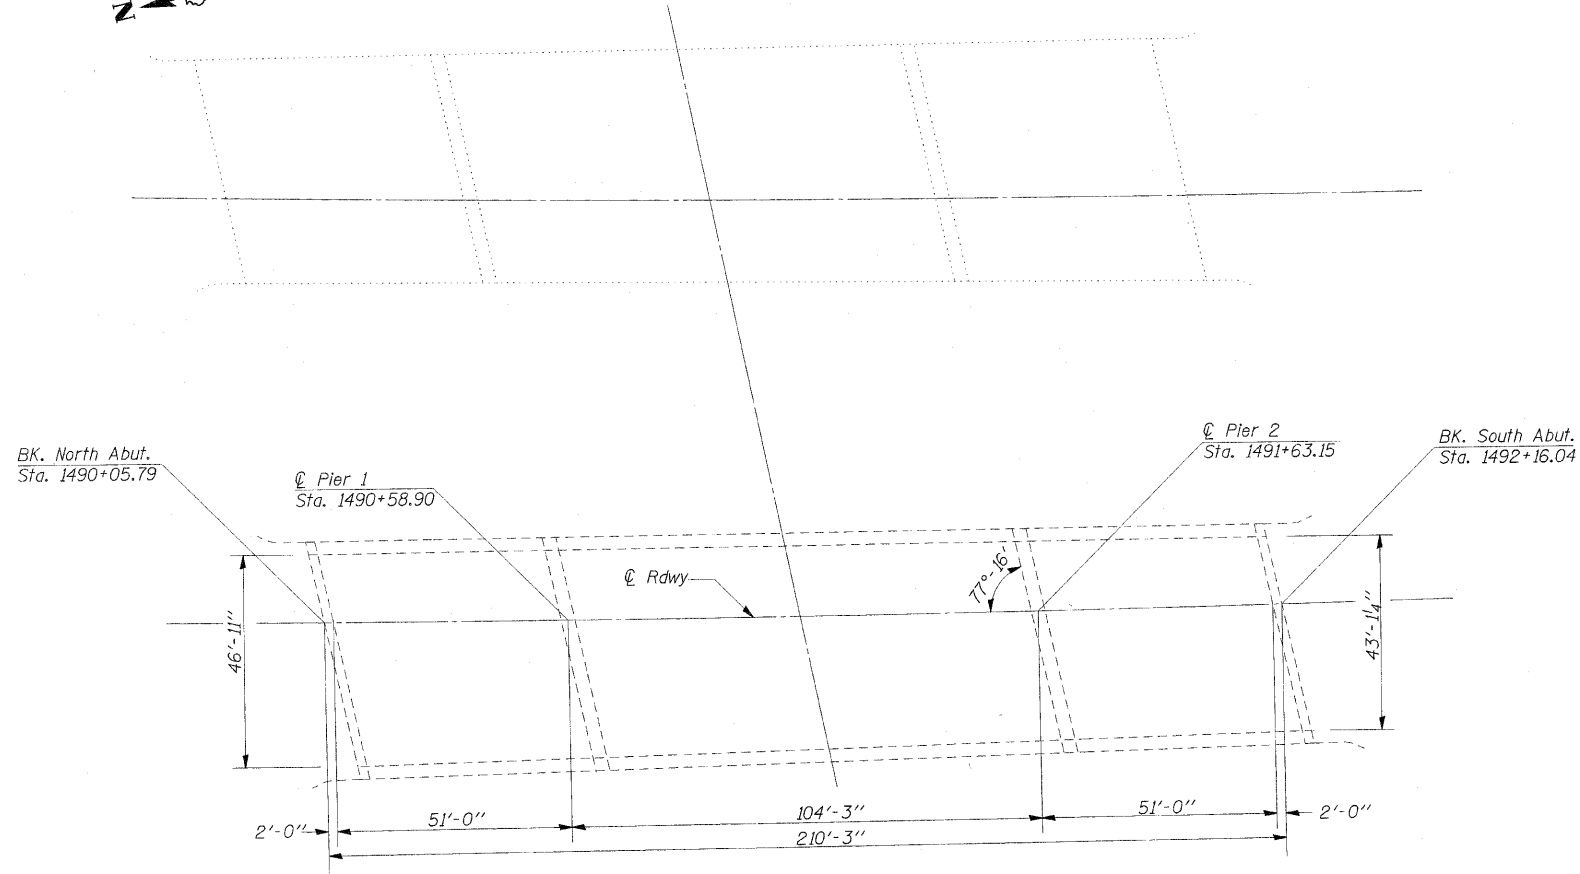 N
BK. North Abut.
Sta. 1490+05.79
℄ Pier 1
Sta. 1490+58.90
℄ Pier 2
Sta. 1491+63.15
BK. South Abut.
Sta. 1492+16.04
℄ Rdwy
77°-16'
46'-11"
43'-1¼"
2'-0"
51'-0"
104'-3"
51'-0"
2'-0"
210'-3"